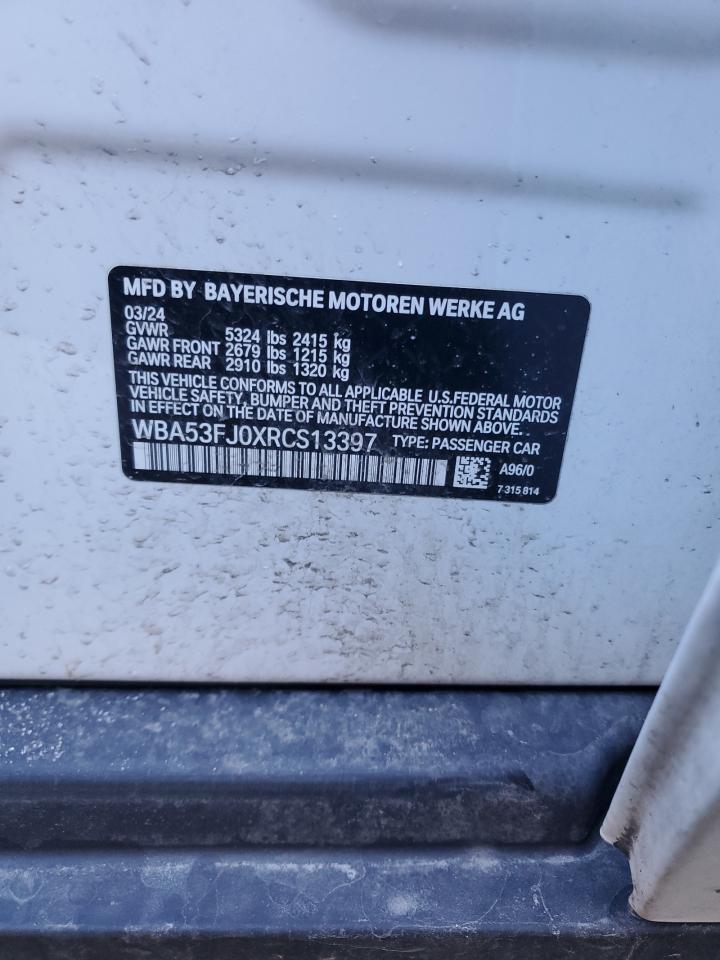 MFD BY BAYERISCHE MOTOREN WERKE AG
03/24
GVWR 5324 lbs 2415 kg
GAWR FRONT 2679 lbs 1215 kg
GAWR REAR 2910 lbs 1320 kg
THIS VEHICLE CONFORMS TO ALL APPLICABLE U.S.FEDERAL MOTOR
VEHICLE SAFETY, BUMPER AND THEFT PREVENTION STANDARDS
IN EFFECT ON THE DATE OF MANUFACTURE SHOWN ABOVE.
WBA53FJ0XRCS13397 TYPE: PASSENGER CAR
A96/0
7 315 814